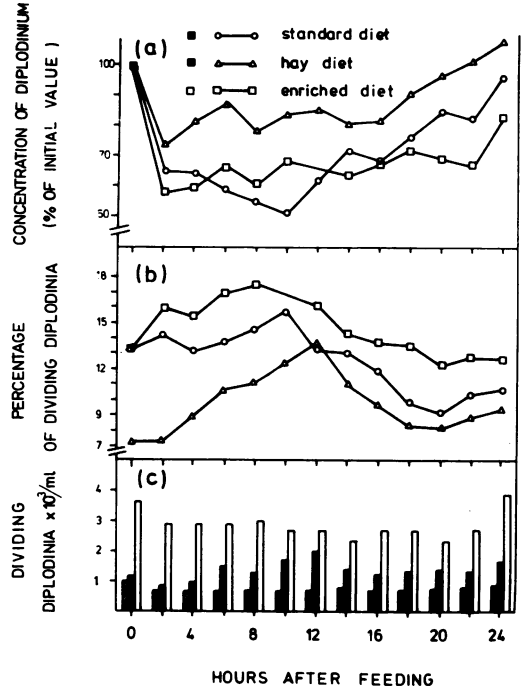 (a)
standard diet
hay diet
enriched diet
CONCENTRATION OF DIPLODINIUM
(% OF INITIAL VALUE)
100
70
50
(b)
PERCENTAGE
OF DIVIDING DIPLODINIA
18
15
12
9
7
(c)
DIVIDING
DIPLODINIA x10³/ml
4
3
2
1
0 4 8 12 16 20 24
HOURS AFTER FEEDING